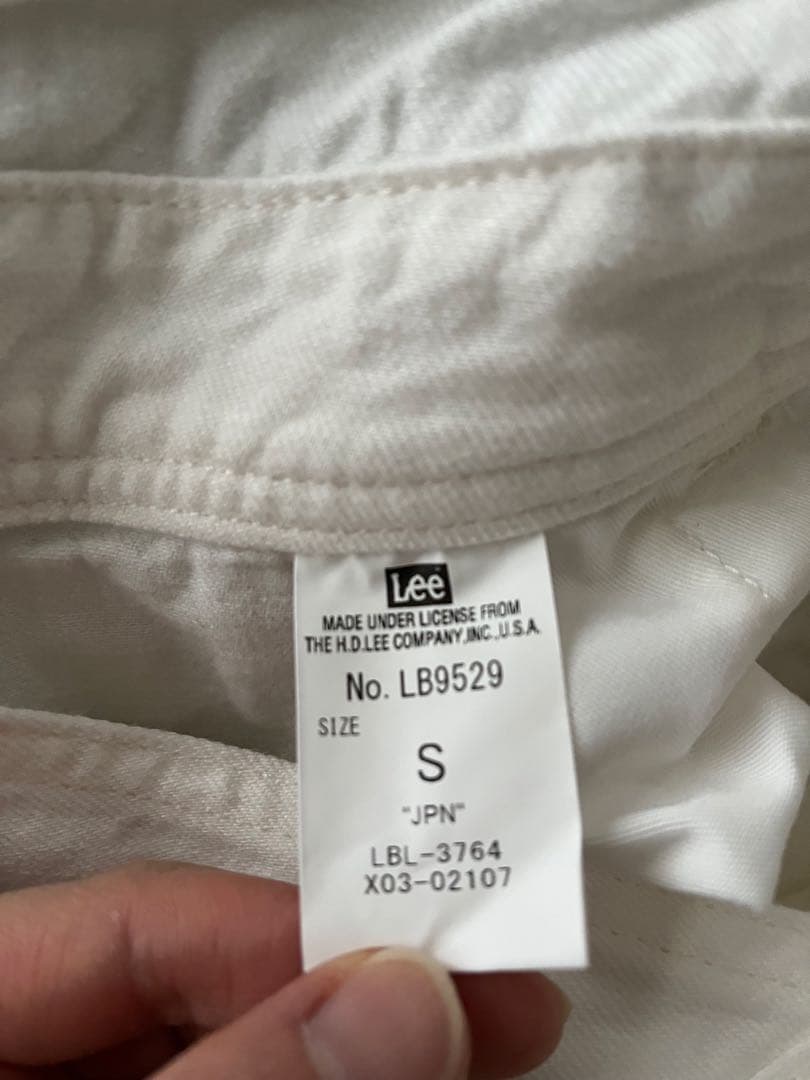 Lee
MADE UNDER LICENSE FROM
THE H.D.LEE COMPANY,INC.,U.S.A.
No. LB9529
SIZE
S
"JPN"
LBL-3764
X03-02107